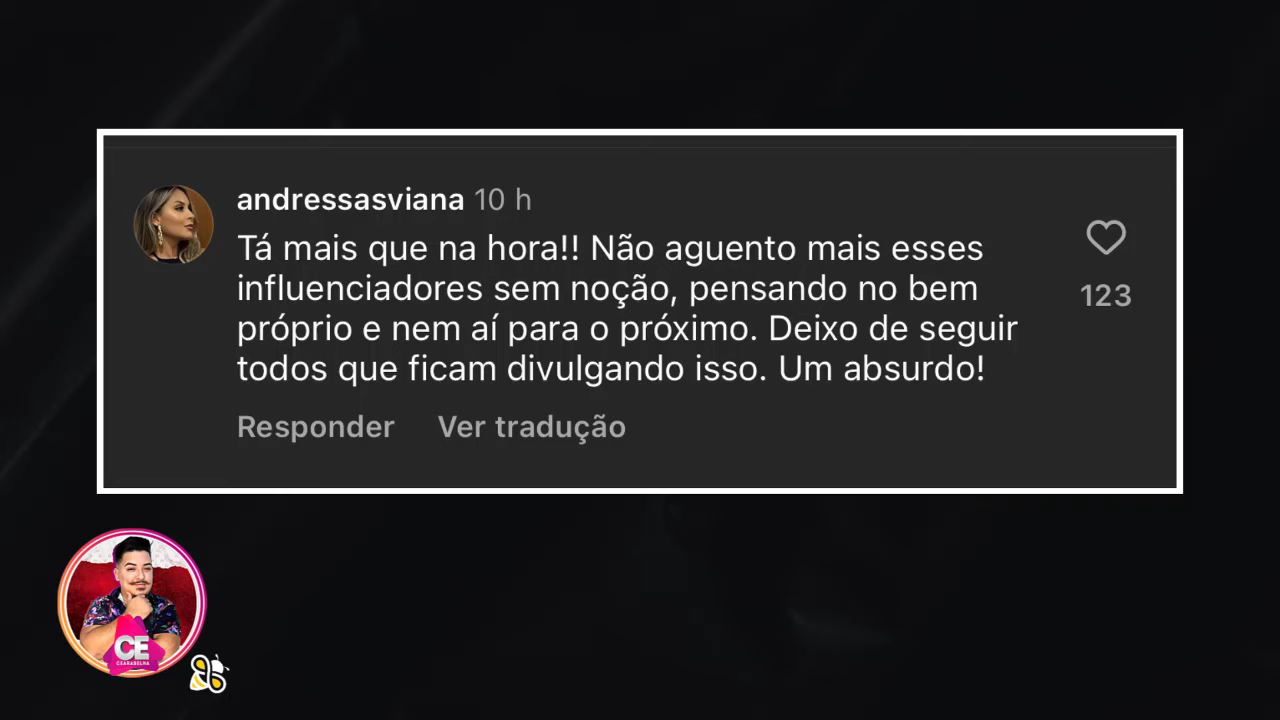 andressasviana 10 h
Tá mais que na hora!! Não aguento mais esses
influenciadores sem noção, pensando no bem
próprio e nem aí para o próximo. Deixo de seguir
todos que ficam divulgando isso. Um absurdo!
123
Responder Ver tradução
CE
CEARABELHA